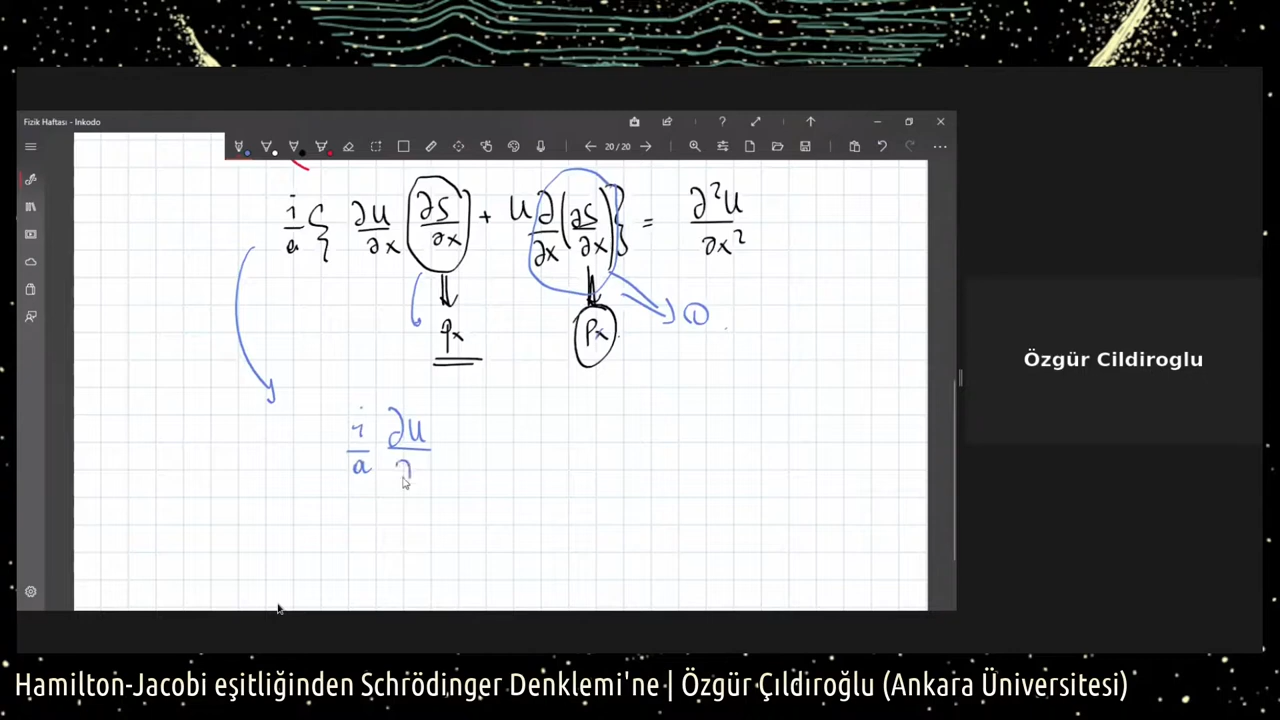 Fizik Haftası - Inkodo
20/20
i/a { ∂U/∂x (∂S/∂x) + U ∂/∂x (∂S/∂x) } = ∂²U/∂x²
Px Px ①
i/a ∂U/∂
Özgür Cildiroglu
Hamilton-Jacobi eşitliğinden Schrödinger Denklemi'ne | Özgür Çıldıroğlu (Ankara Üniversitesi)